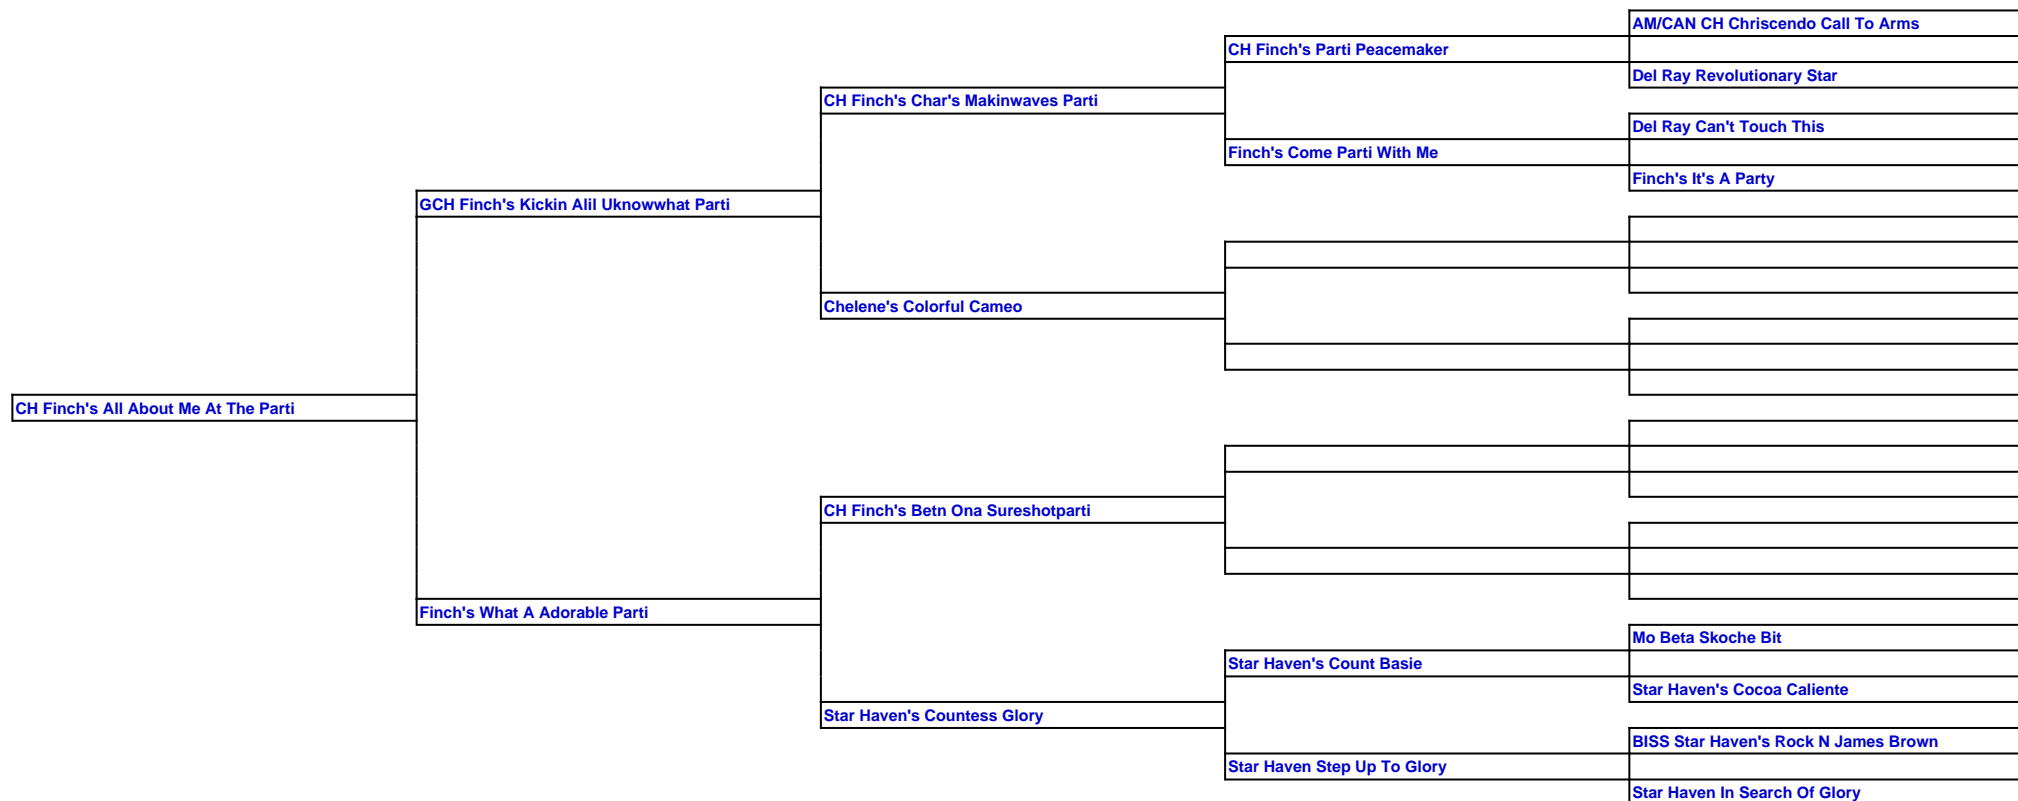 AM/CAN CH Chriscendo Call To Arms
CH Finch's Parti Peacemaker
Del Ray Revolutionary Star
CH Finch's Char's Makinwaves Parti
Del Ray Can't Touch This
Finch's Come Parti With Me
Finch's It's A Party
GCH Finch's Kickin Alil Uknowwhat Parti
Chelene's Colorful Cameo
CH Finch's All About Me At The Parti
CH Finch's Betn Ona Sureshotparti
Finch's What A Adorable Parti
Mo Beta Skoche Bit
Star Haven's Count Basie
Star Haven's Cocoa Caliente
Star Haven's Countess Glory
BISS Star Haven's Rock N James Brown
Star Haven Step Up To Glory
Star Haven In Search Of Glory